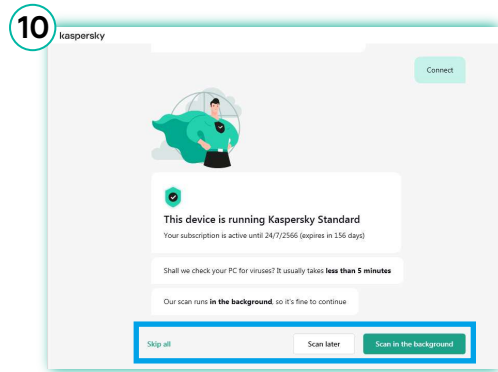 10
kaspersky
Connect
This device is running Kaspersky Standard
Your subscription is active until 24/7/2566 (expires in 156 days)
Shall we check your PC for viruses? It usually takes less than 5 minutes
Our scan runs in the background, so it's fine to continue
Skip all
Scan later
Scan in the background